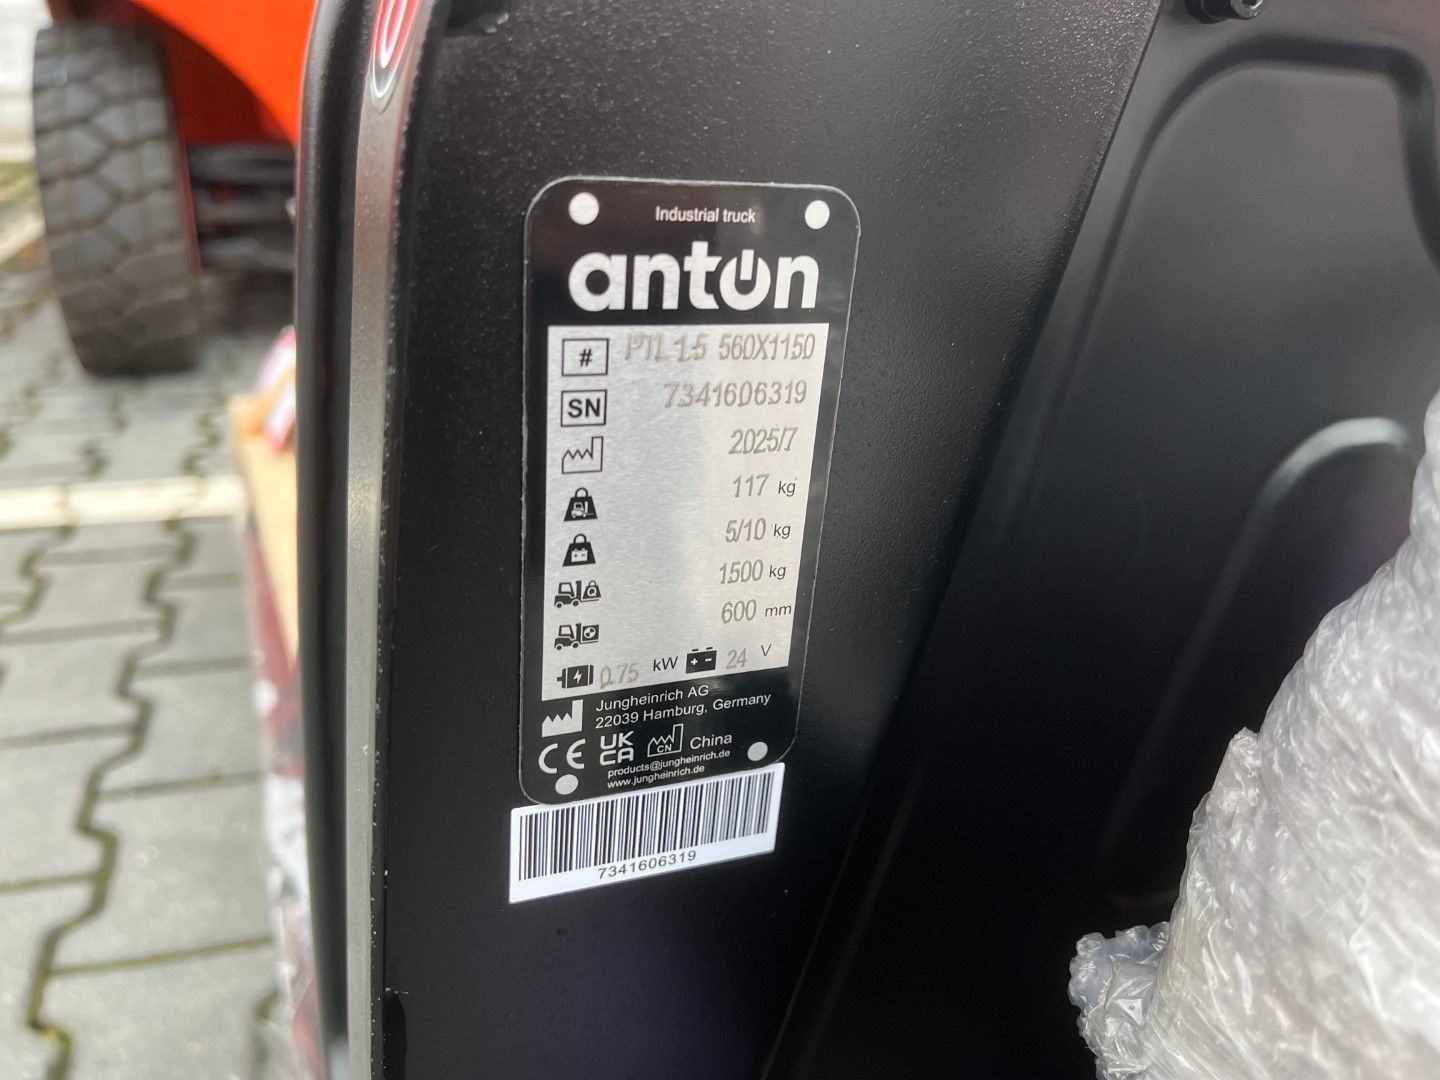 Industrial truck
anton
# PTL 1.5 560X1150
SN 7341606319
2025/7
117 kg
5/10 kg
1500 kg
Q
600 mm
0.75 kW 24 V
Jungheinrich AG
22039 Hamburg, Germany
CE UK CA CN China
products@jungheinrich.de
www.jungheinrich.de
7341606319